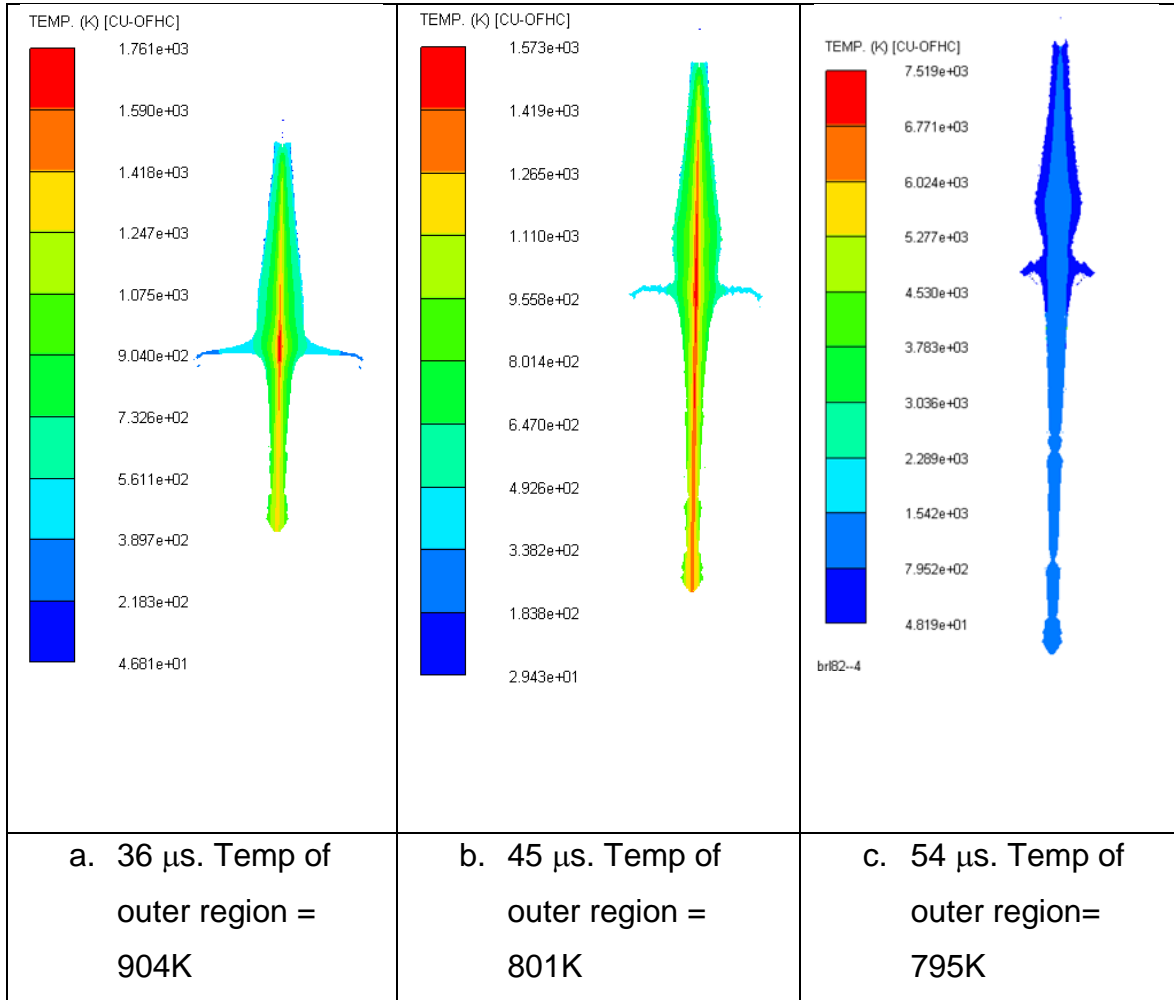 TEMP. (K) [CU-OFHC]
1.761e+03
1.590e+03
1.418e+03
1.247e+03
1.075e+03
9.040e+02
7.326e+02
5.611e+02
3.897e+02
2.183e+02
4.681e+01
TEMP. (K) [CU-OFHC]
1.573e+03
1.419e+03
1.265e+03
1.110e+03
9.558e+02
8.014e+02
6.470e+02
4.926e+02
3.382e+02
1.838e+02
2.943e+01
TEMP. (K) [CU-OFHC]
7.519e+03
6.771e+03
6.024e+03
5.277e+03
4.530e+03
3.783e+03
3.036e+03
2.289e+03
1.542e+03
7.952e+02
4.819e+01
brl82--4
a. 36 μs. Temp of
outer region =
904K
b. 45 μs. Temp of
outer region =
801K
c. 54 μs. Temp of
outer region=
795K